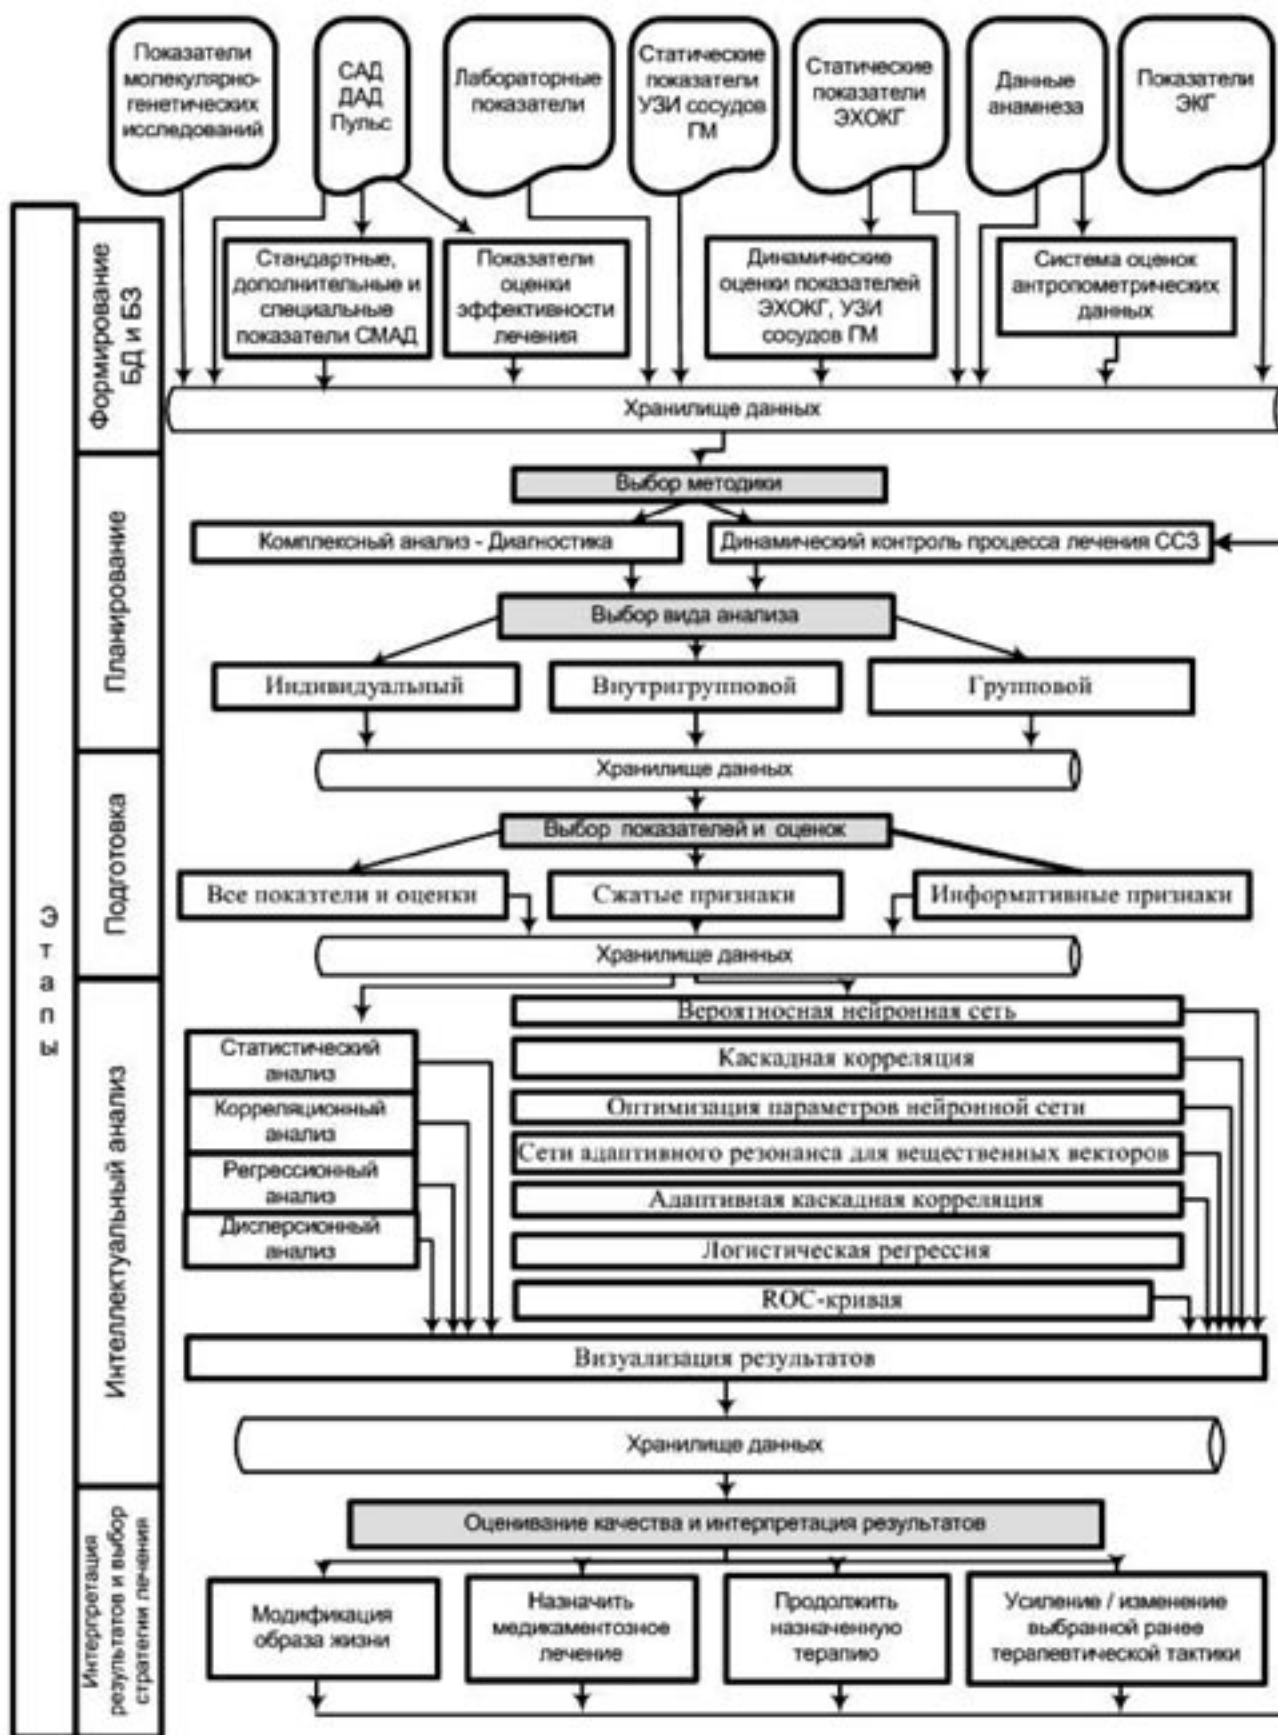 Показатели
молекулярно-
генетических
исследований
САД
ДАД
Пульс
Лабораторные
показатели
Статические
показатели
УЗИ сосудов
ГМ
Статические
показатели
ЭХОКГ
Данные
анамнеза
Показатели
ЭКГ
Этапы
Формирование
БД и БЗ
Стандартные,
дополнительные и
специальные
показатели СМАД
Показатели
оценки
эффективности
лечения
Динамические
оценки показателей
ЭХОКГ, УЗИ
сосудов ГМ
Система оценок
антропометрических
данных
Хранилище данных
Планирование
Выбор методики
Комплексный анализ - Диагностика
Динамический контроль процесса лечения ССЗ
Выбор вида анализа
Индивидуальный
Внутригрупповой
Групповой
Хранилище данных
Подготовка
Выбор показателей и оценок
Все показтели и оценки
Сжатые признаки
Информативные признаки
Хранилище данных
Интеллектуальный анализ
Статистический
анализ
Корреляционный
анализ
Регрессионный
анализ
Дисперсионный
анализ
Вероятносная нейронная сеть
Каскадная корреляция
Оптимизация параметров нейронной сети
Сети адаптивного резонанса для вещественных векторов
Адаптивная каскадная корреляция
Логистическая регрессия
ROC-кривая
Визуализация результатов
Хранилище данных
Интерпретация
результатов и выбор
стратегии лечения
Оценивание качества и интерпретация результатов
Модификация
образа жизни
Назначить
медикаментозное
лечение
Продолжить
назначенную
терапию
Усиление / изменение
выбранной ранее
терапевтической тактики